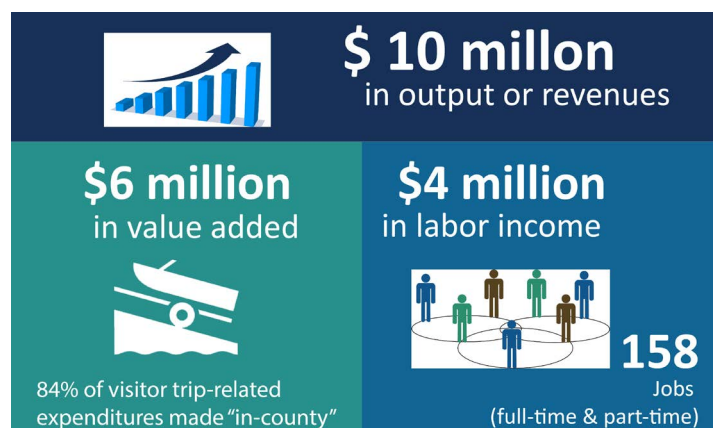 $ 10 millon
in output or revenues
$6 million
in value added
84% of visitor trip-related
expenditures made “in-county”
$4 million
in labor income
158
Jobs
(full-time & part-time)